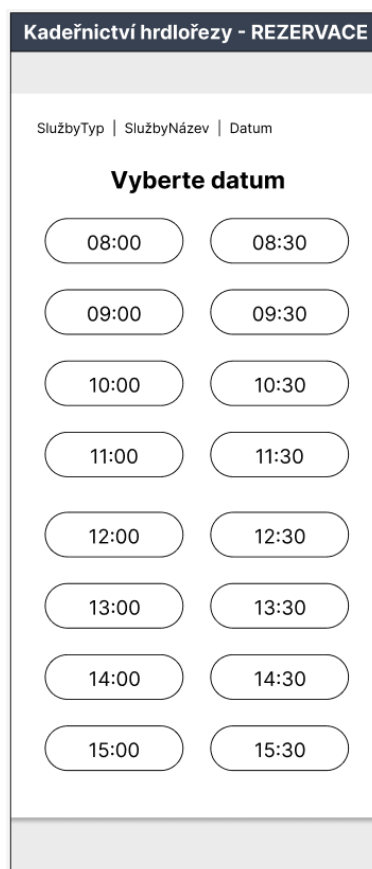 Kadeřnictví hrdlořezy - REZERVACE
SlužbyTyp | SlužbyNázev | Datum
Vyberte datum
08:00 08:30
09:00 09:30
10:00 10:30
11:00 11:30
12:00 12:30
13:00 13:30
14:00 14:30
15:00 15:30